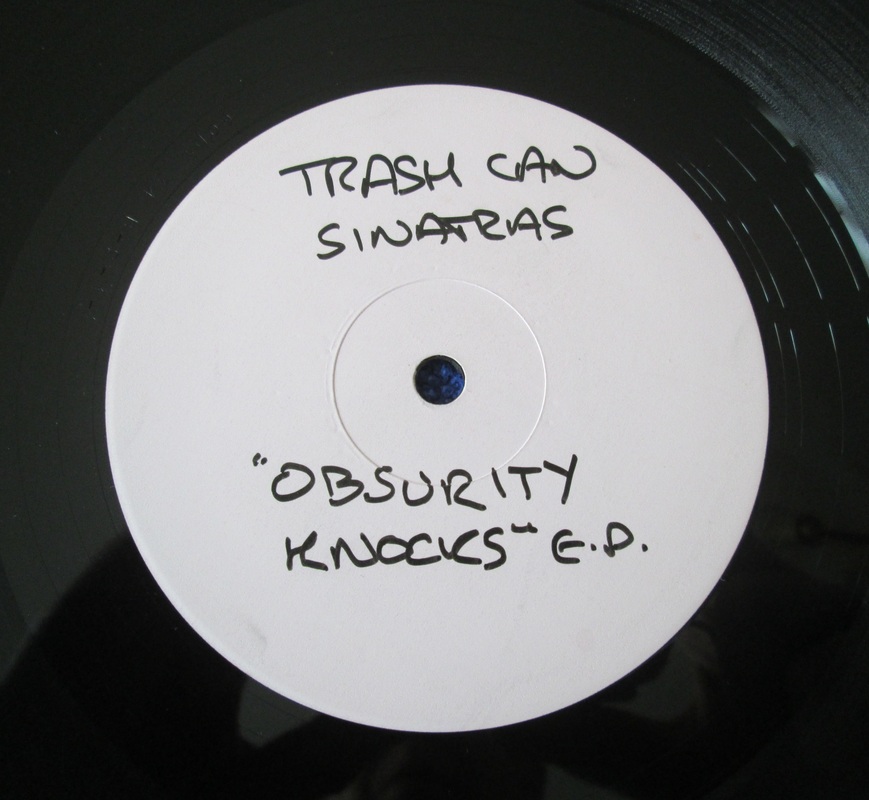 TRASH CAN
SINATRAS
"OBSURITY
KNOCKS" E.P.